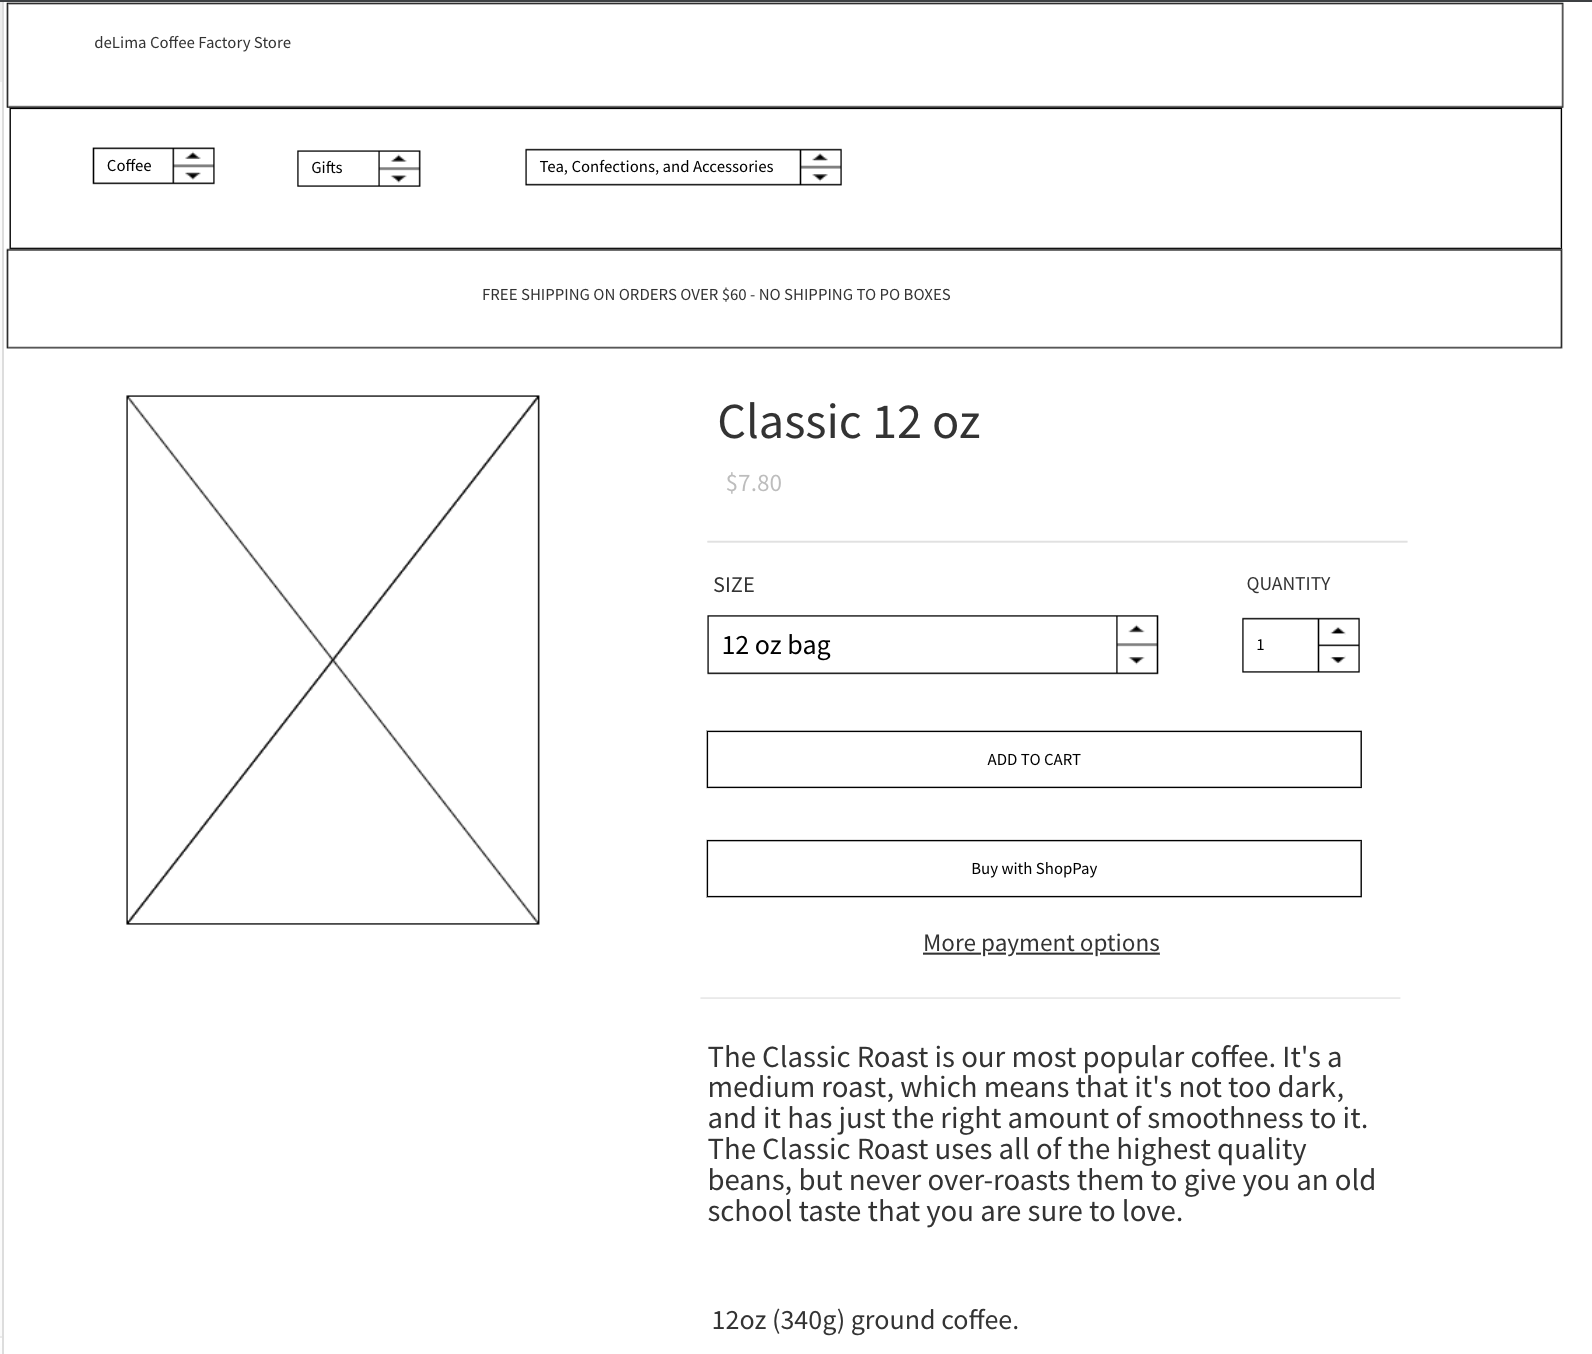 deLima Coffee Factory Store
Coffee
Gifts
Tea, Confections, and Accessories
FREE SHIPPING ON ORDERS OVER $60 - NO SHIPPING TO PO BOXES
Classic 12 oz
$7.80
SIZE
QUANTITY
12 oz bag
1
ADD TO CART
Buy with ShopPay
More payment options
The Classic Roast is our most popular coffee. It's a
medium roast, which means that it's not too dark,
and it has just the right amount of smoothness to it.
The Classic Roast uses all of the highest quality
beans, but never over-roasts them to give you an old
school taste that you are sure to love.
12oz (340g) ground coffee.